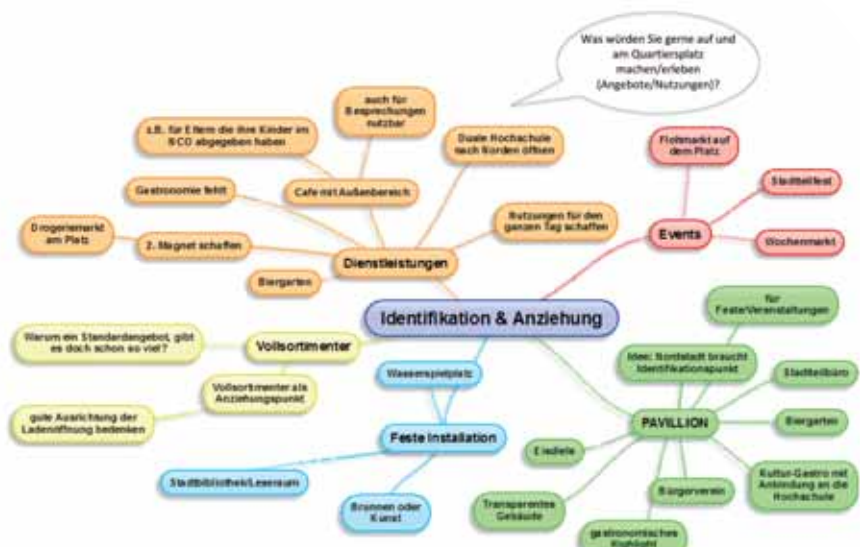 Was würden Sie gerne auf und
am Quartiersplatz
machen/erleben
(Angebote/Nutzungen)?
auch für
Besprechungen
nutzbar
z.B. für Eltern die ihre Kinder im
BCO abgegeben haben
Duale Hochschule
nach Norden öffnen
Gastronomie fehlt
Cafe mit Außenbereich
Drogeriemarkt
am Platz
2. Magnet schaffen
Nutzungen für den
ganzen Tag schaffen
Biergarten
Dienstleistungen
Flohmarkt auf
dem Platz
Stadtteilfest
Events
Wochenmarkt
Identifikation & Anziehung
Warum ein Standardangebot, gibt
es doch schon so viel?
Vollsortimenter
Vollsortimenter als
Anziehungspunkt
gute Ausrichtung der
Ladenöffnung bedenken
Wasserspielplatz
Feste Installation
Stadtbibliothek/Leseraum
Brunnen oder
Kunst
für
Feste/Veranstaltungen
Idee: Nordstadt braucht
Identifikationspunkt
Stadtteilbüro
PAVILLION
Biergarten
Eisdiele
Kultur-Gastro mit
Anbindung an die
Hochschule
Bürgerverein
Transparentes
Gebäude
gastronomisches
Highlight